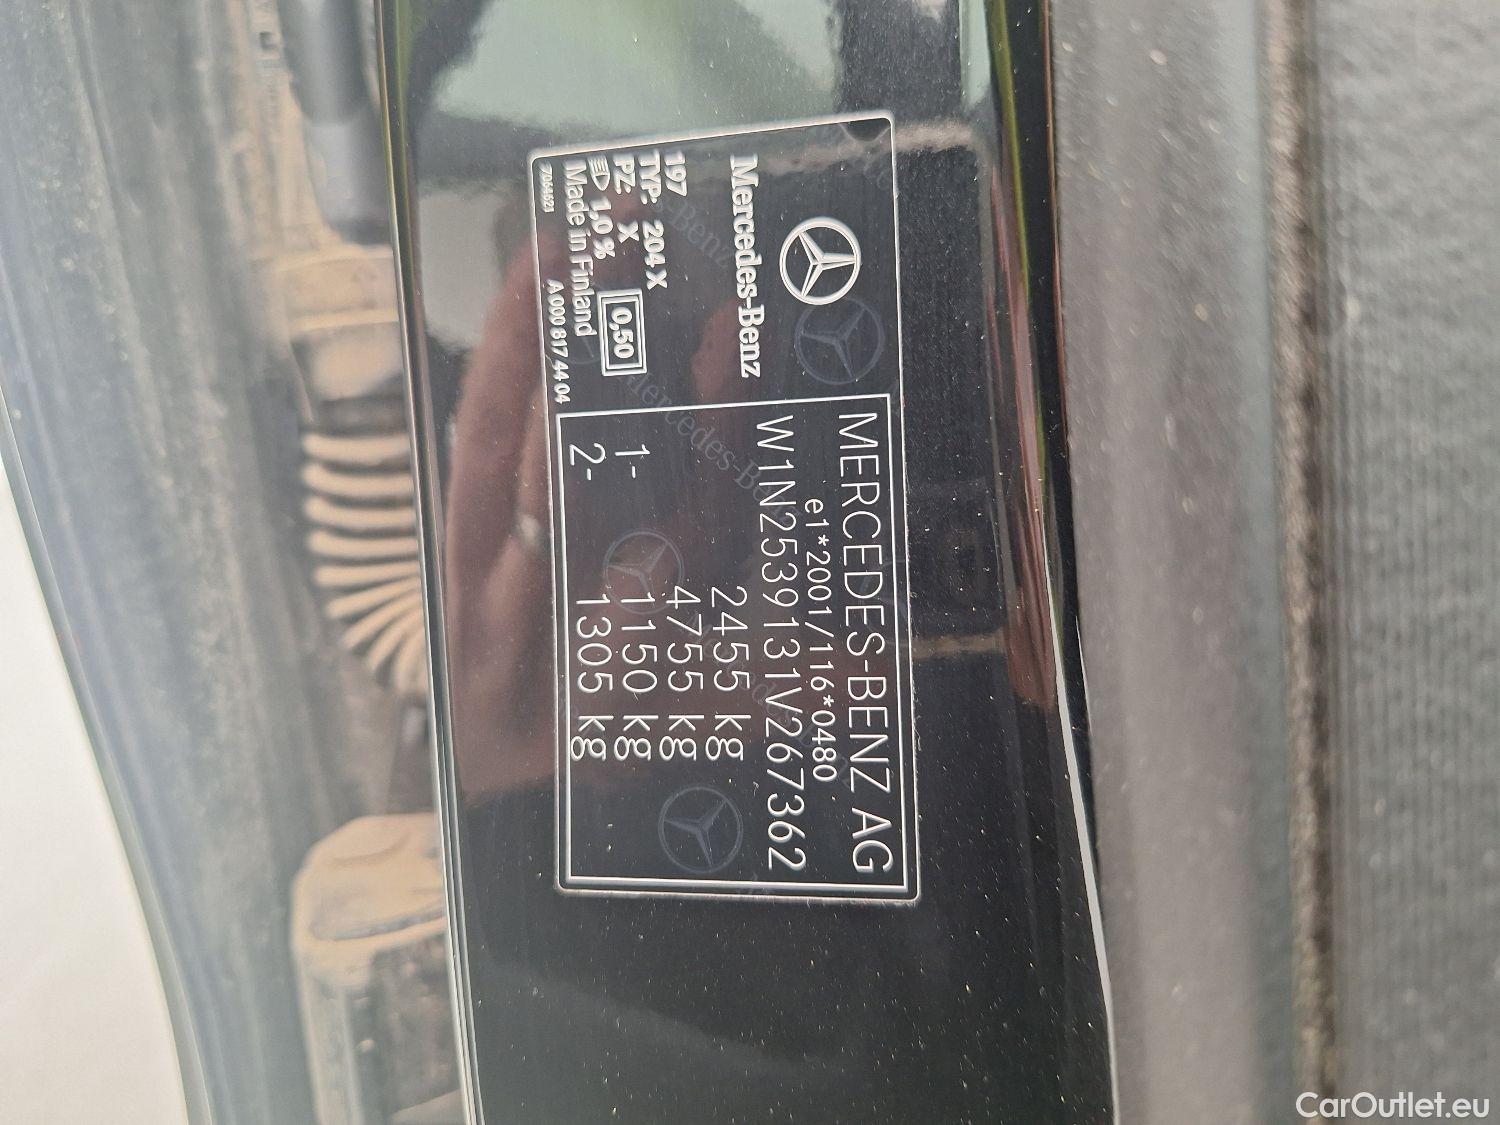 Mercedes-Benz
197
TYP: 204 X
PZ: X
1,0 %
0,50
Made in Finland
7064621
A 000 817 44 04
MERCEDES-BENZ AG
e1*2001/116*0480
W1N2539131V267362
2455 kg
4755 kg
1- 1150 kg
2- 1305 kg
CarOutlet.eu